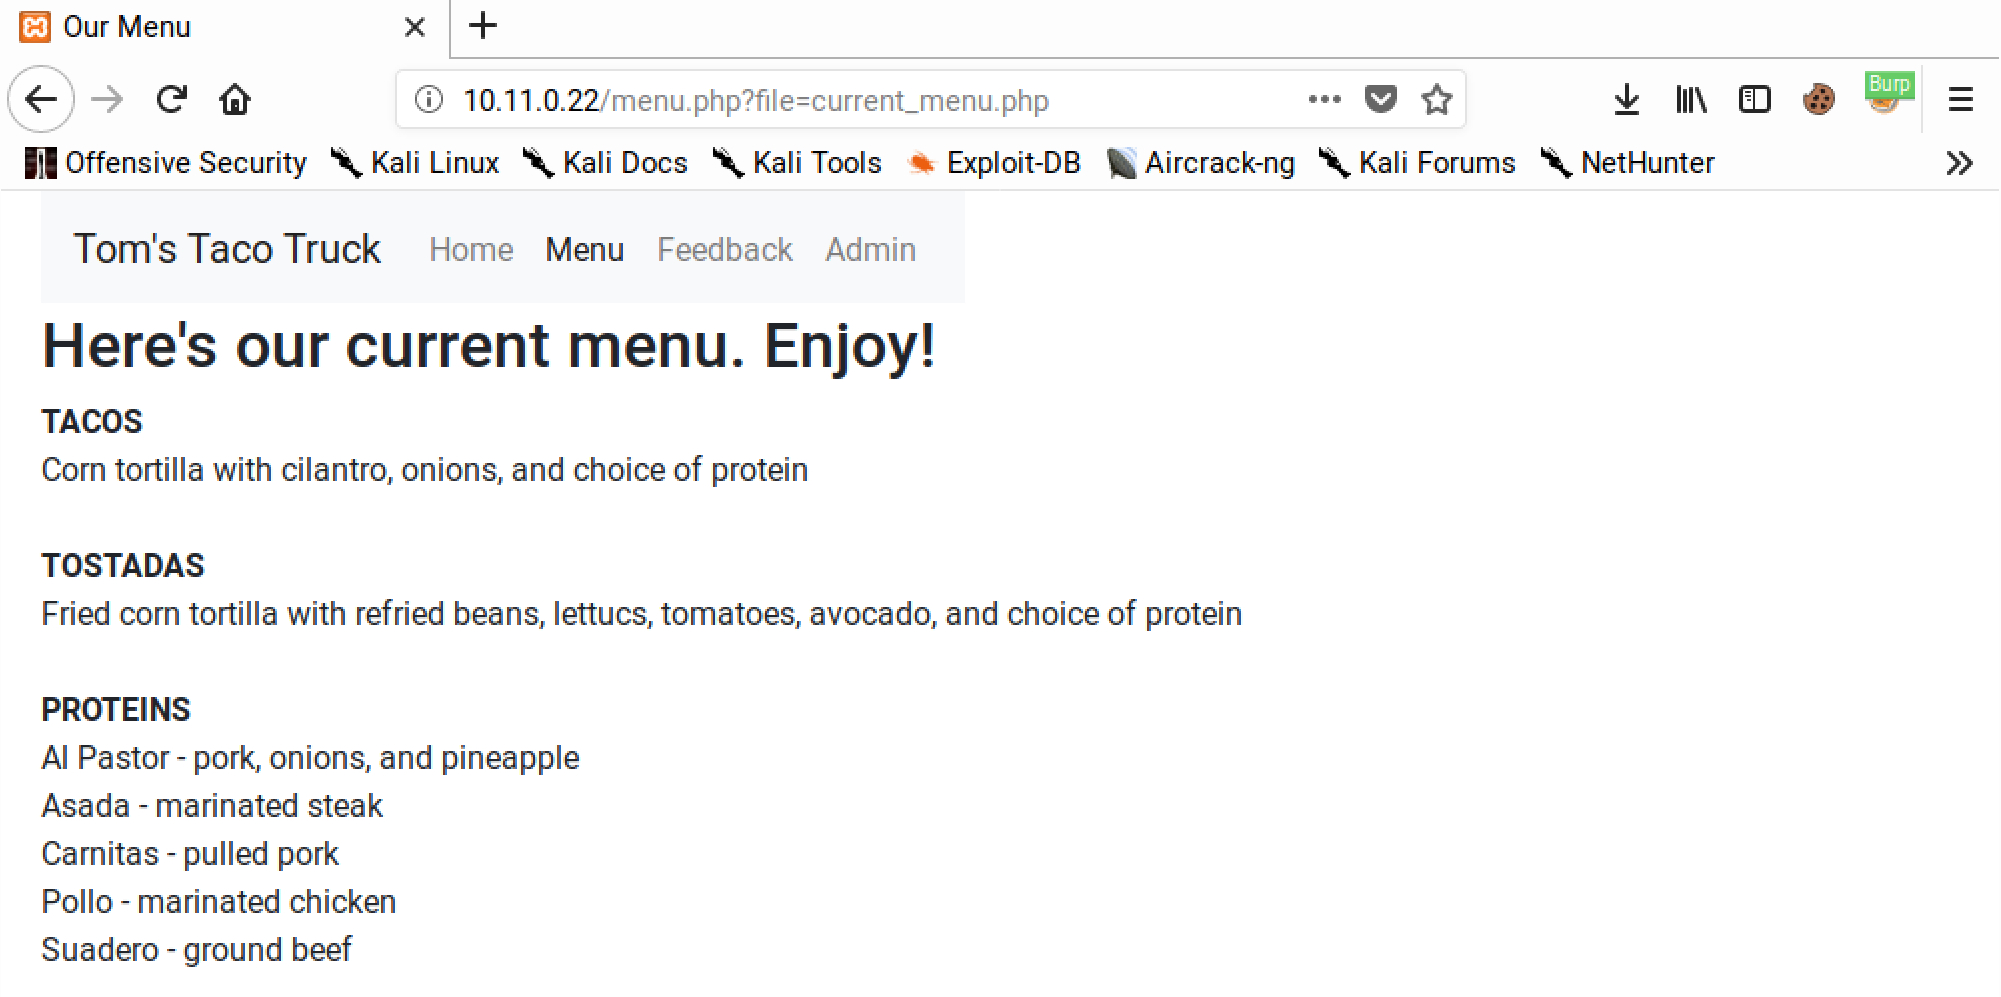 Our Menu
10.11.0.22/menu.php?file=current_menu.php
Burp
Offensive Security Kali Linux Kali Docs Kali Tools Exploit-DB Aircrack-ng Kali Forums NetHunter
Tom's Taco Truck Home Menu Feedback Admin
Here's our current menu. Enjoy!
TACOS
Corn tortilla with cilantro, onions, and choice of protein
TOSTADAS
Fried corn tortilla with refried beans, lettucs, tomatoes, avocado, and choice of protein
PROTEINS
Al Pastor - pork, onions, and pineapple
Asada - marinated steak
Carnitas - pulled pork
Pollo - marinated chicken
Suadero - ground beef